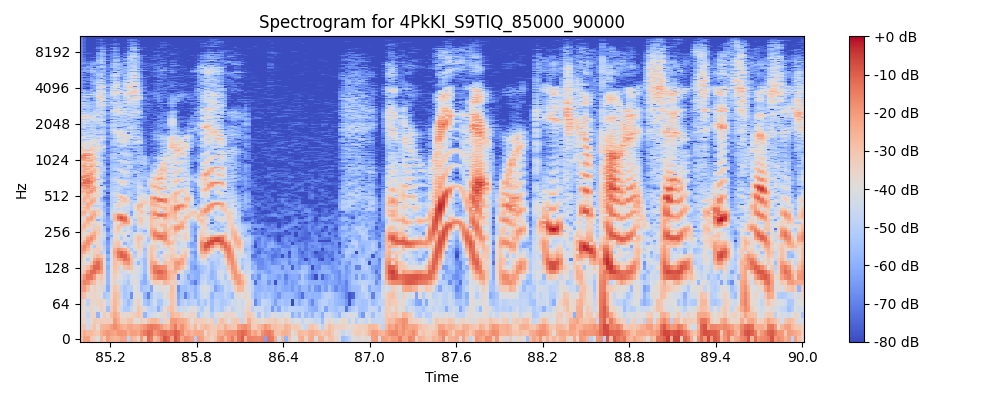 Spectrogram for 4PkKI_S9TIQ_85000_90000
8192
4096
2048
1024
512
256
128
64
0
Hz
85.2 85.8 86.4 87.0 87.6 88.2 88.8 89.4 90.0
Time
+0 dB
-10 dB
-20 dB
-30 dB
-40 dB
-50 dB
-60 dB
-70 dB
-80 dB